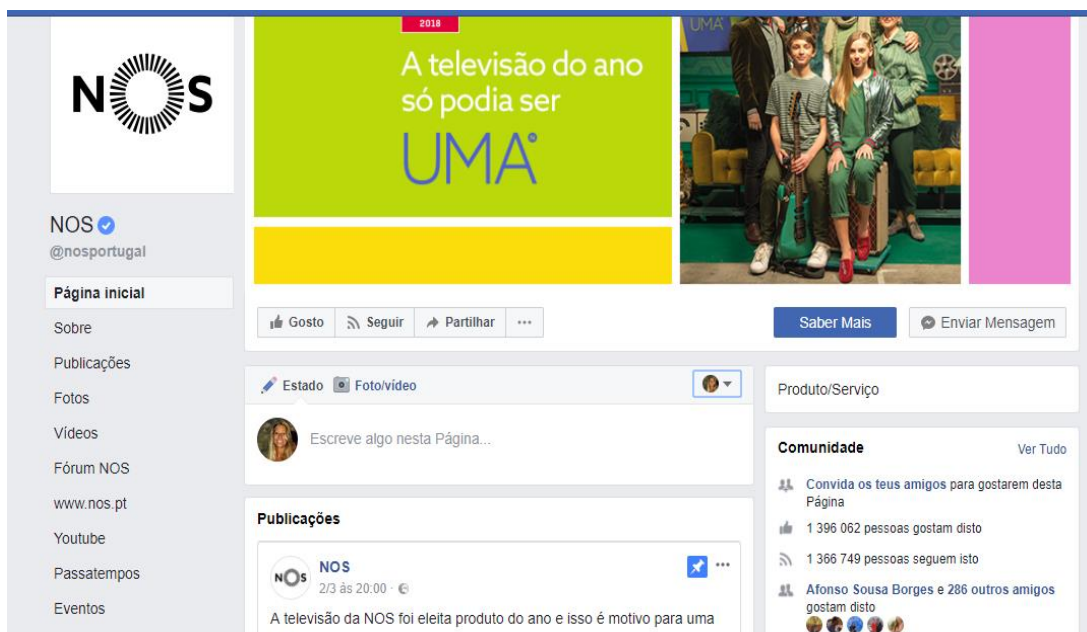 NOS
NOS
@nosportugal
Página inicial
Sobre
Publicações
Fotos
Vídeos
Fórum NOS
www.nos.pt
Youtube
Passatempos
Eventos
2018
A televisão do ano
só podia ser
UMA
UMA
Gosto Seguir Partilhar ...
Saber Mais Enviar Mensagem
Estado Foto/vídeo
Escreve algo nesta Página...
Publicações
NOS
NOS
2/3 às 20:00 ·
A televisão da NOS foi eleita produto do ano e isso é motivo para uma
Produto/Serviço
Comunidade Ver Tudo
Convida os teus amigos para gostarem desta
Página
1 396 062 pessoas gostam disto
1 366 749 pessoas seguem isto
Afonso Sousa Borges e 286 outros amigos
gostam disto